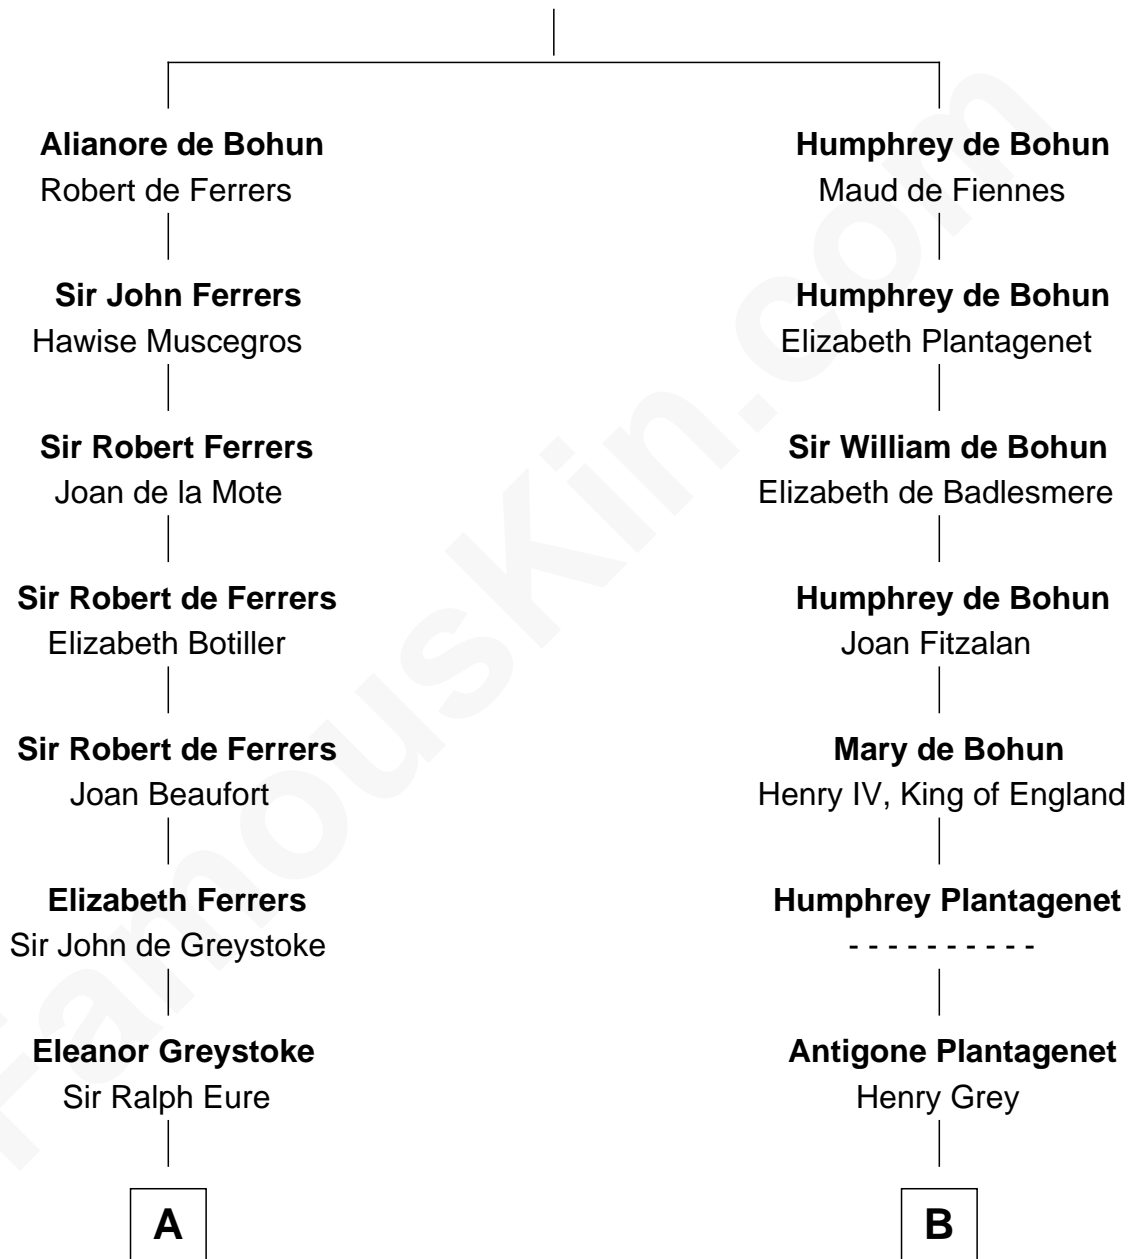 Alianore de Bohun
Robert de Ferrers
Sir John Ferrers
Hawise Muscegros
Sir Robert Ferrers
Joan de la Mote
Sir Robert de Ferrers
Elizabeth Botiller
Sir Robert de Ferrers
Joan Beaufort
Elizabeth Ferrers
Sir John de Greystoke
Eleanor Greystoke
Sir Ralph Eure
A
Humphrey de Bohun
Maud de Fiennes
Humphrey de Bohun
Elizabeth Plantagenet
Sir William de Bohun
Elizabeth de Badlesmere
Humphrey de Bohun
Joan Fitzalan
Mary de Bohun
Henry IV, King of England
Humphrey Plantagenet
- - - - - - - - - -
Antigone Plantagenet
Henry Grey
B
FamousKin.com